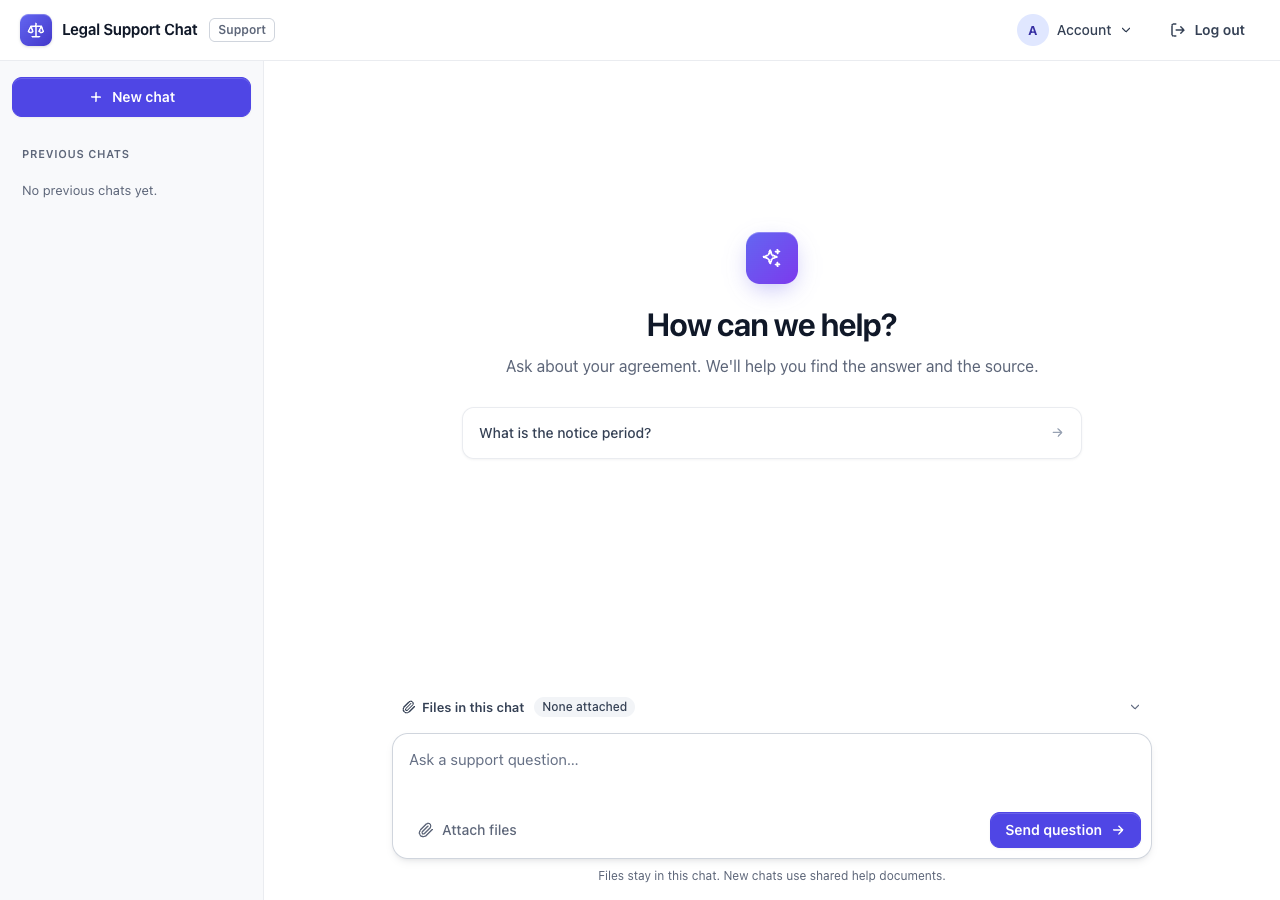 Legal Support Chat
Support
A
Account
Log out
New chat
PREVIOUS CHATS
No previous chats yet.
How can we help?
Ask about your agreement. We'll help you find the answer and the source.
What is the notice period?
Files in this chat
None attached
Ask a support question...
Attach files
Send question
Files stay in this chat. New chats use shared help documents.